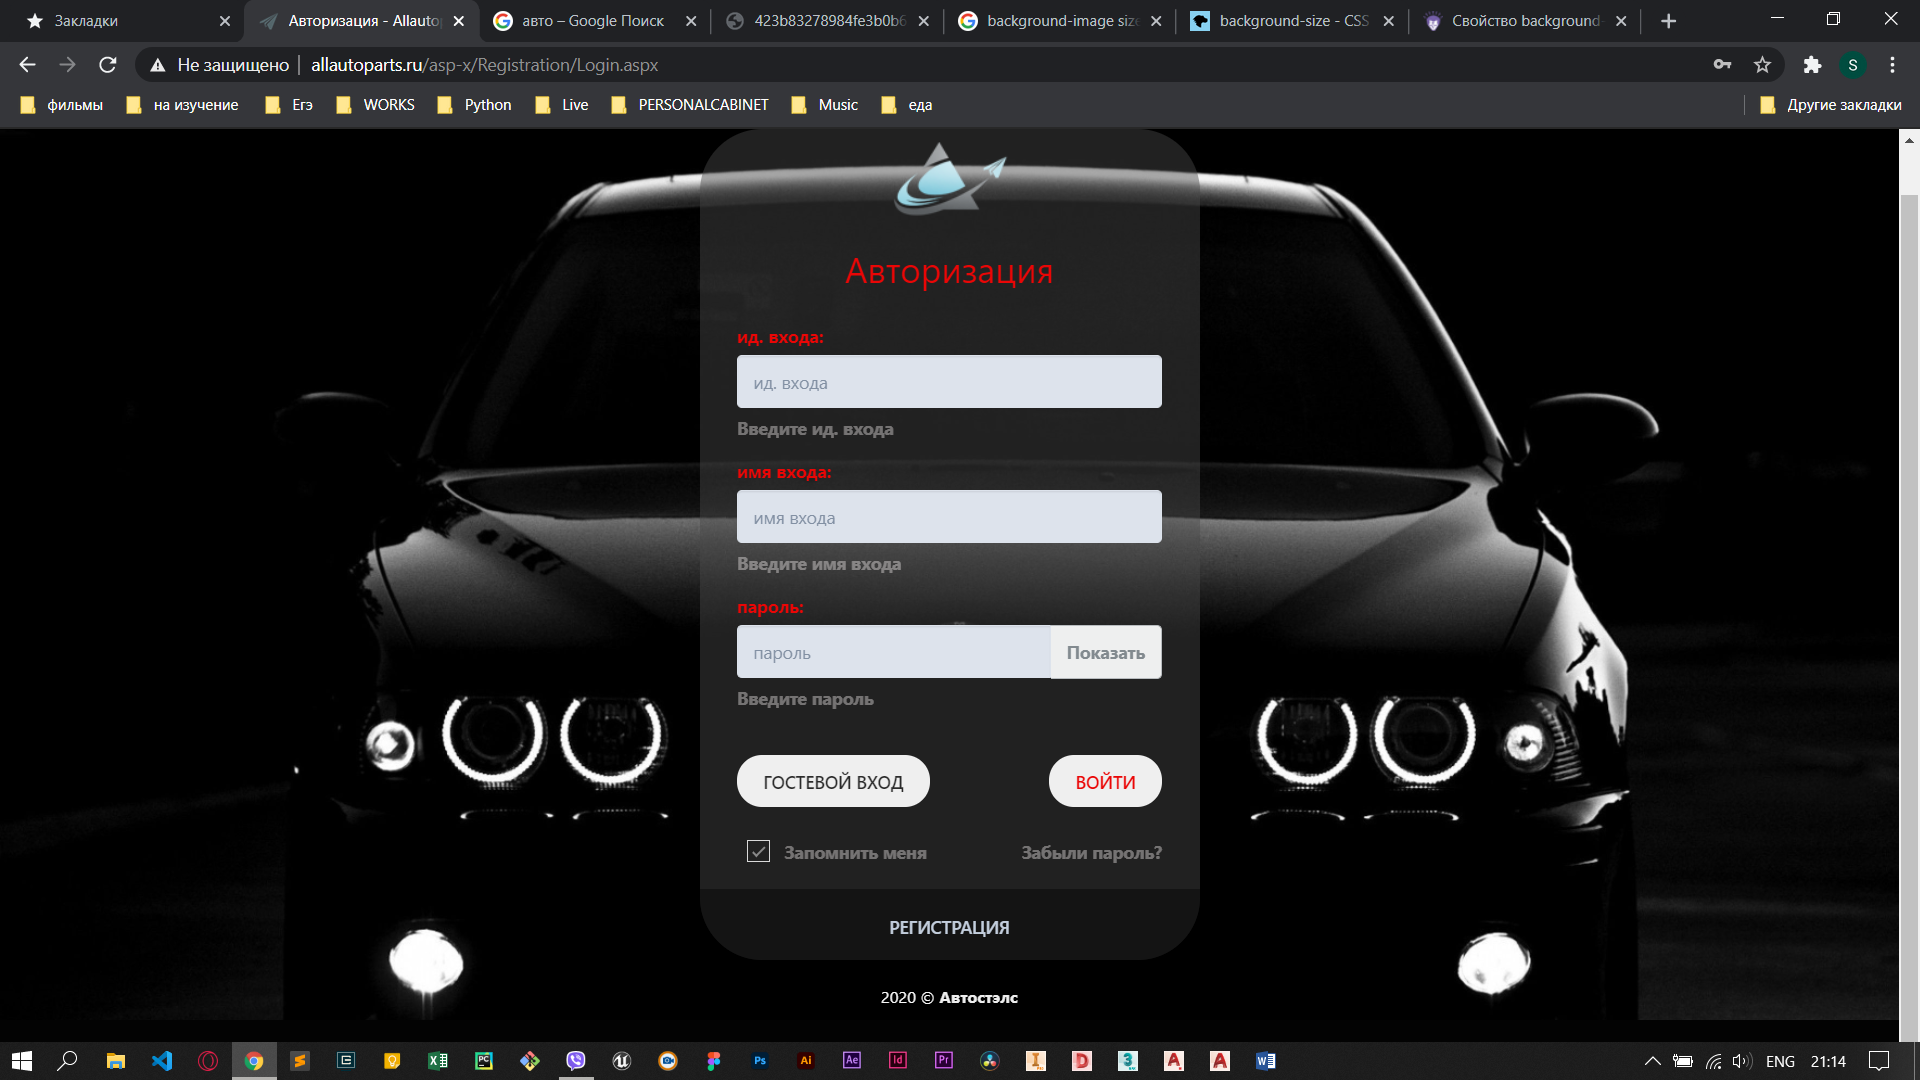 Закладки
Авторизация - Allauto
авто – Google Поиск
423b83278984fe3b0b6
background-image size
background-size - CSS
Свойство background-
Не защищено
allautoparts.ru/asp-x/Registration/Login.aspx
S
фильмы
на изучение
Егэ
WORKS
Python
Live
PERSONALCABINET
Music
еда
Другие закладки
Авторизация
ид. входа:
ид. входа
Введите ид. входа
имя входа:
имя входа
Введите имя входа
пароль:
пароль
Показать
Введите пароль
ГОСТЕВОЙ ВХОД
ВОЙТИ
Запомнить меня
Забыли пароль?
РЕГИСТРАЦИЯ
2020 © Автостэлс
ENG
21:14